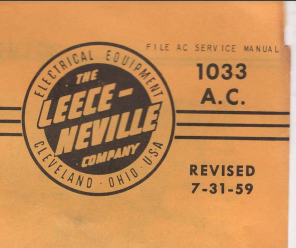 FILE AC SERVICE MANUAL
1033
A.C.
ELECTRICAL EQUIPMENT
THE
LEECE-
NEVILLE
COMPANY
CLEVELAND · OHIO · USA
REVISED
7-31-59